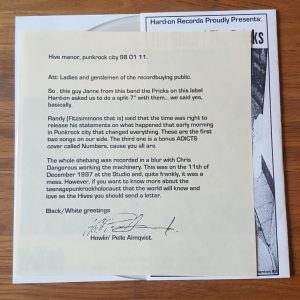 Hard-on Records Proudly Presents:
Hive manor, punkrock city 98 01 11.
Att: Ladies and gentlemen of the recordbuying public.
So, this guy Janne from this band the Pricks on this label
Hard-on asked us to do a split 7" with them.. we said yes,
basically.
Randy (Fitzsimmons that is) said that the time was right to
release his statements on what happened that early morning
in Punkrock city that changed everything. These are the first
two songs on our side. The third one is a bonus ADICTS
cover called Numbers, cause you all are.
The whole shebang was recorded in a blur with Chris
Dangerous working the machinery. This was on the 11th of
December 1997 at the Studio and, quite frankly, it was a
mess. However, if you want to know more about the
teenagepunkrockholocaust that the world will know and
love as the Hives you should send a letter.
Black/White greetings
Howlin' Pelle Almqvist.